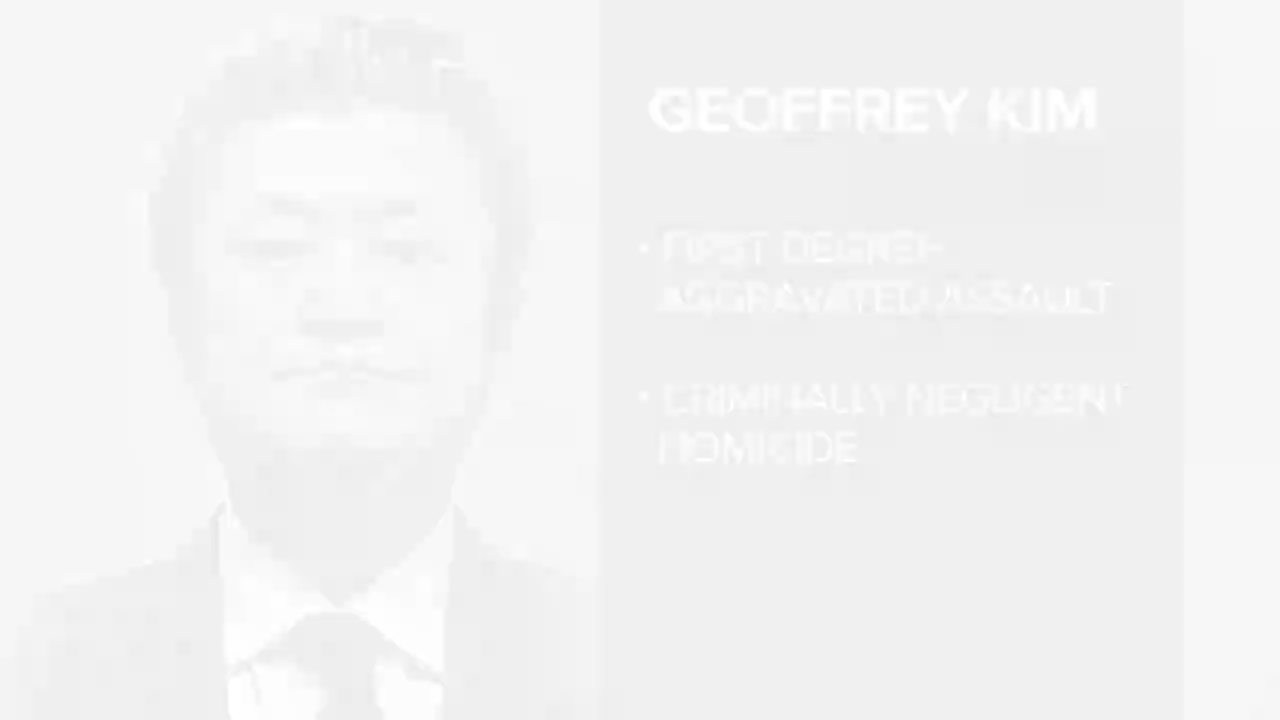 GEOFFREY KIM
• FIRST DEGREE
AGGRAVATED ASSAULT
• CRIMINALLY NEGLIGENT
HOMICIDE